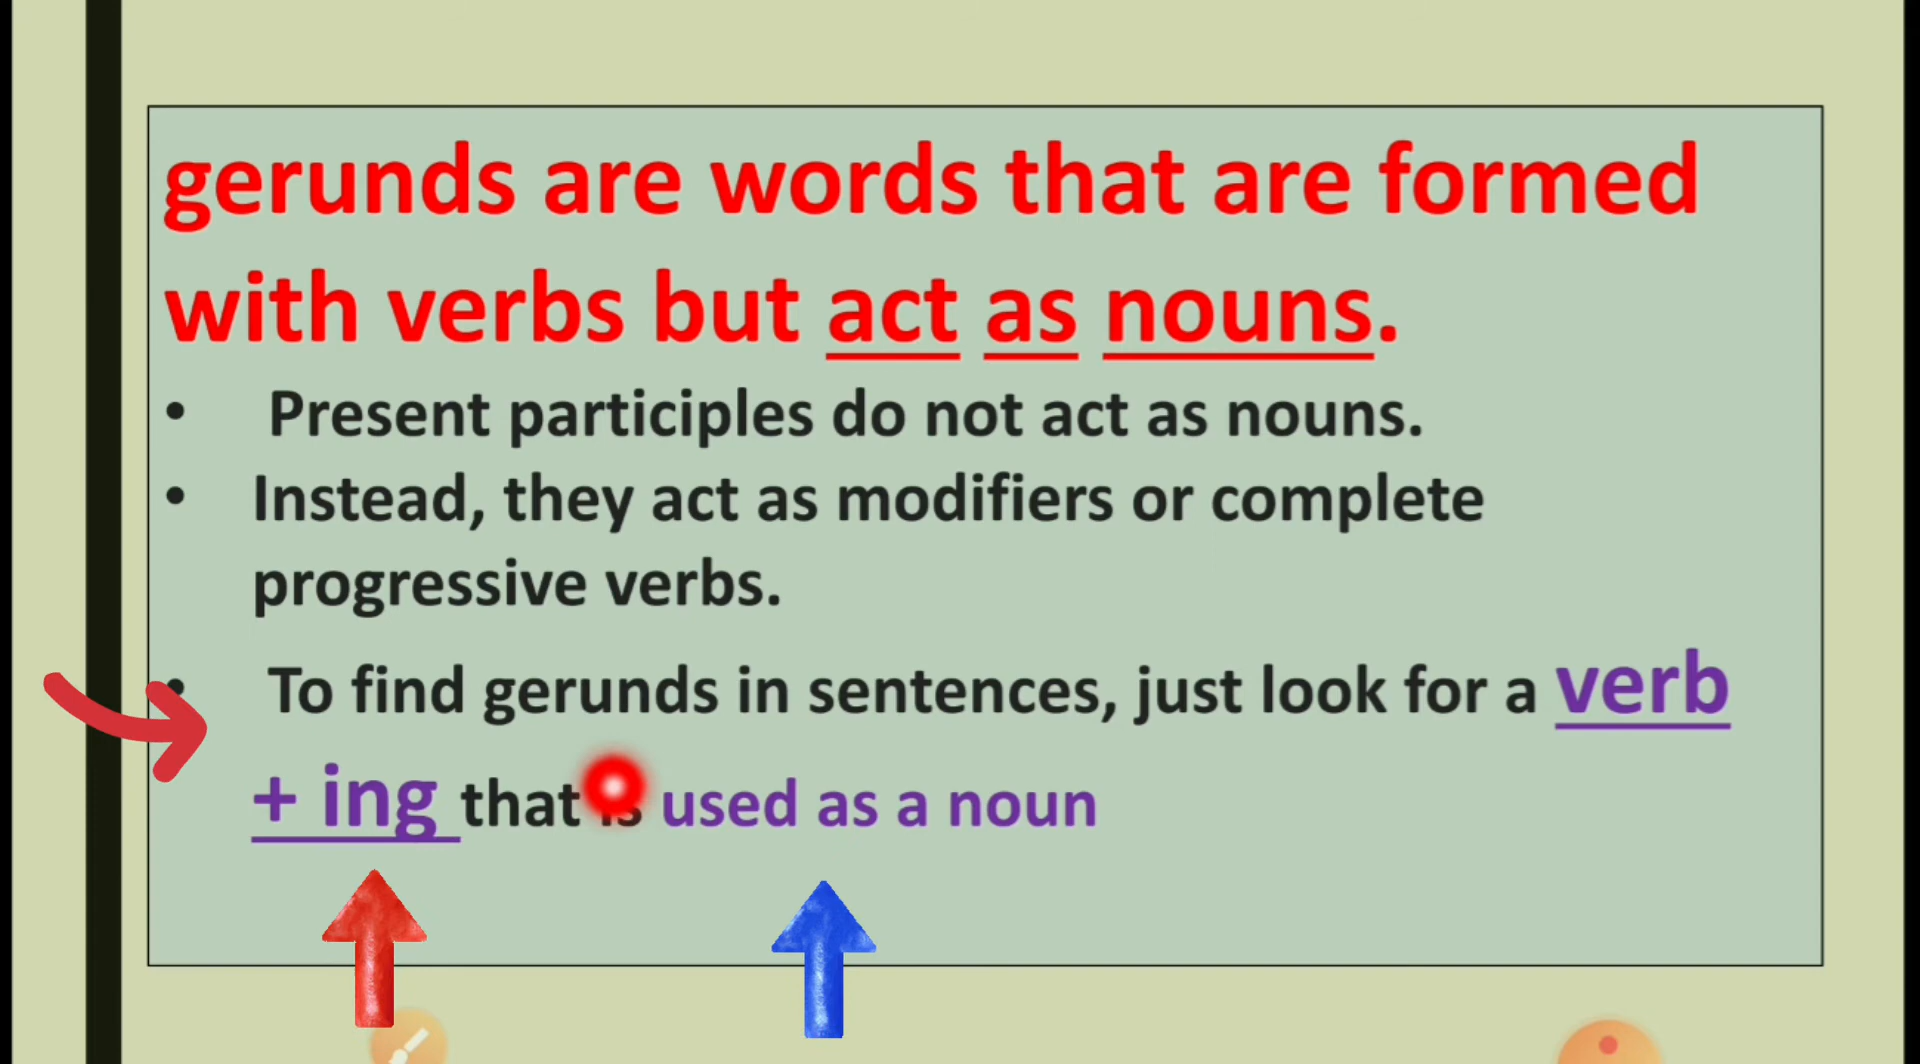 gerunds are words that are formed
with verbs but act as nouns.
• Present participles do not act as nouns.
• Instead, they act as modifiers or complete
progressive verbs.
• To find gerunds in sentences, just look for a verb
+ ing that is used as a noun